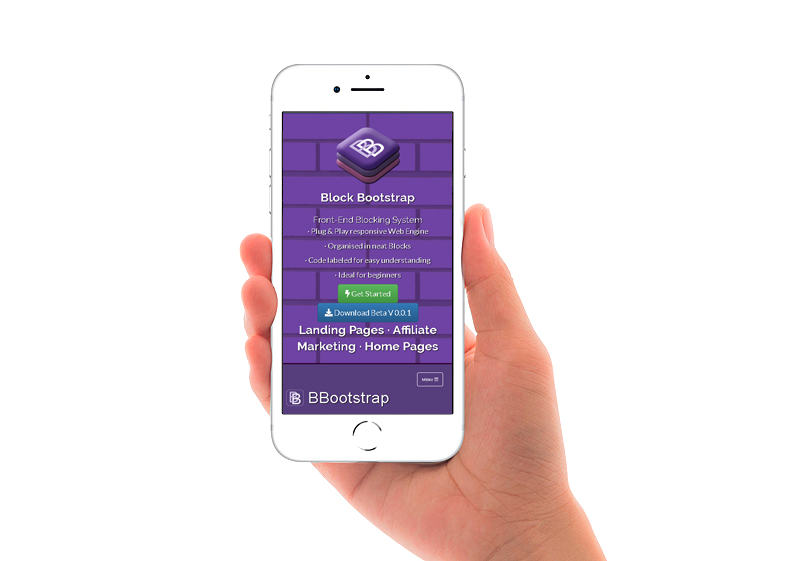 Block Bootstrap
Front-End Blocking System
· Plug & Play responsive Web Engine
· Organised in neat Blocks
· Code labeled for easy understanding
· Ideal for beginners
Get Started
Download Beta V 0.0.1
Landing Pages · Affiliate
Marketing · Home Pages
Menu
BBootstrap